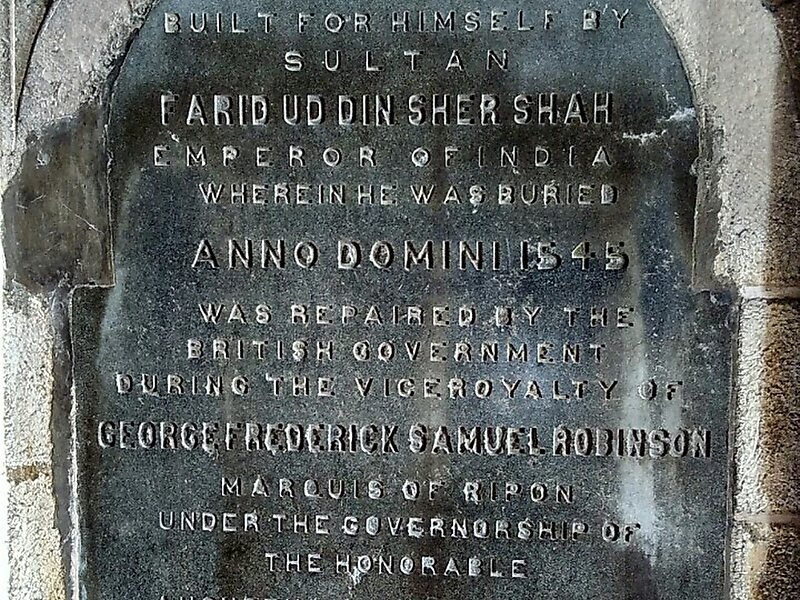 BUILT FOR HIMSELF BY
SULTAN
FARID UD DIN SHER SHAH
EMPEROR OF INDIA
WHEREIN HE WAS BURIED
ANNO DOMINI 1545
WAS REPAIRED BY THE
BRITISH GOVERNMENT
DURING THE VICEROYALTY OF
GEORGE FREDERICK SAMUEL ROBINSON
MARQUIS OF RIPON
UNDER THE GOVERNORSHIP OF
THE HONORABLE